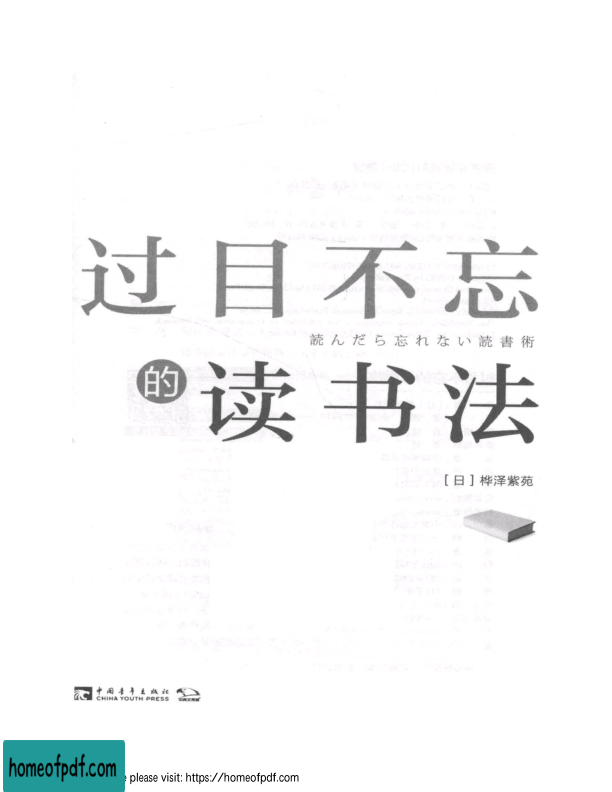 过目不忘
読んだら忘れない読書術
的读书法
[日]桦泽紫苑
中国青年出版社
CHINA YOUTH PRESS
homeofpdf.com
e please visit: https://homeofpdf.com